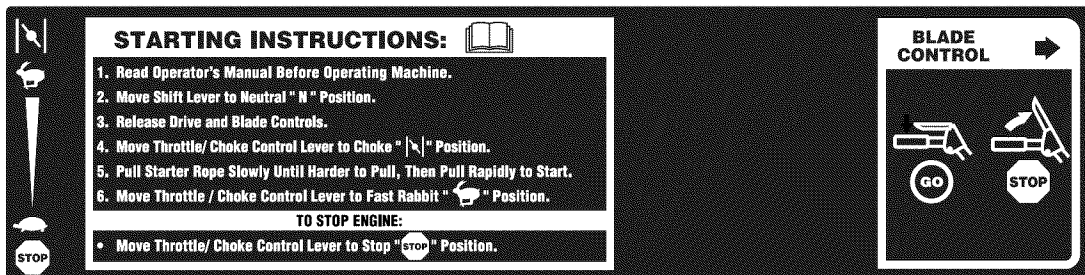 STARTING INSTRUCTIONS:
1. Read Operator's Manual Before Operating Machine.
2. Move Shift Lever to Neutral " N " Position.
3. Release Drive and Blade Controls.
4. Move Throttle/ Choke Control Lever to Choke " " Position.
5. Pull Starter Rope Slowly Until Harder to Pull, Then Pull Rapidly to Start.
6. Move Throttle / Choke Control Lever to Fast Rabbit " " Position.
TO STOP ENGINE:
• Move Throttle/ Choke Control Lever to Stop "STOP" Position.
STOP
BLADE
CONTROL
GO
STOP